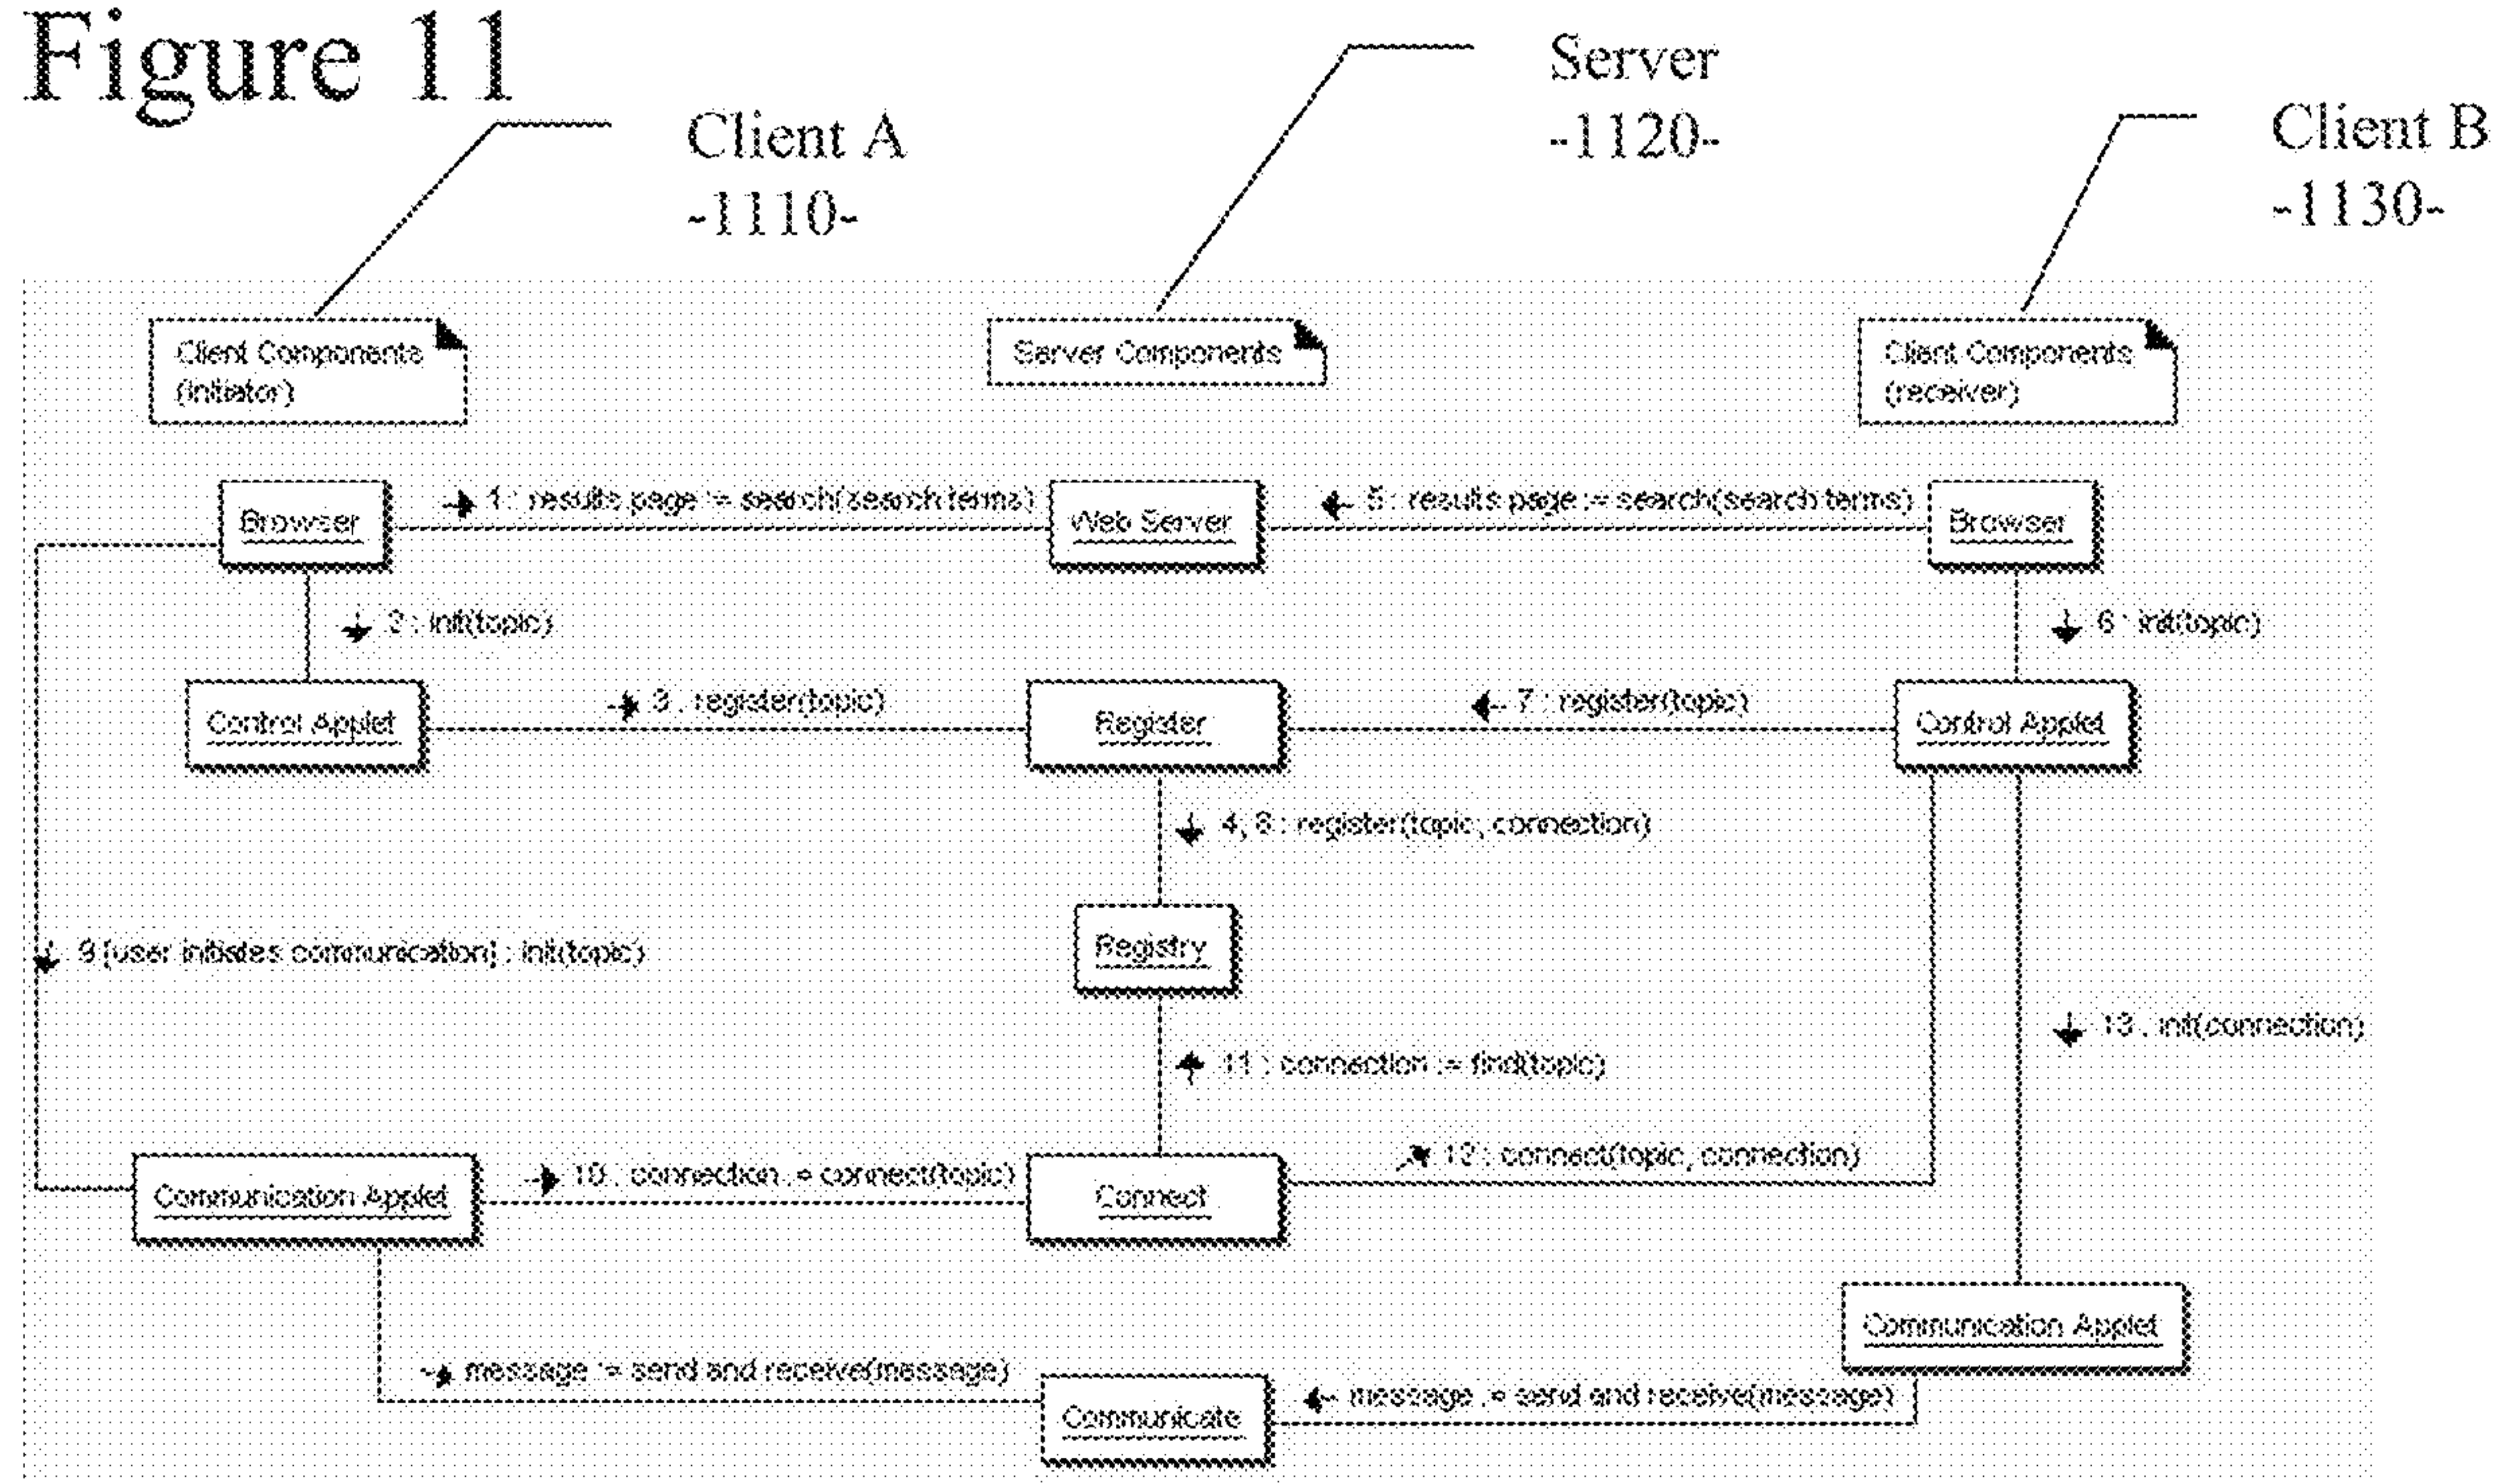 Figure 11
Client A
-1110-
Server
-1120-
Client B
-1130-
Client Components
(initiator)
Server Components
Client Components
(receiver)
Browser
1 : results page := search(search terms)
Web Server
5 : results page := search(search terms)
Browser
2 : init(topic)
6 : init(topic)
Control Applet
3 : register(topic)
Register
7 : register(topic)
Control Applet
4, 8 : register(topic, connection)
9 [user initiates communication] : init(topic)
Registry
13 : init(connection)
11 : connection := find(topic)
Communication Applet
10 : connection := connect(topic)
Connect
12 : connect(topic, connection)
Communication Applet
message := send and receive(message)
Communicate
message := send and receive(message)